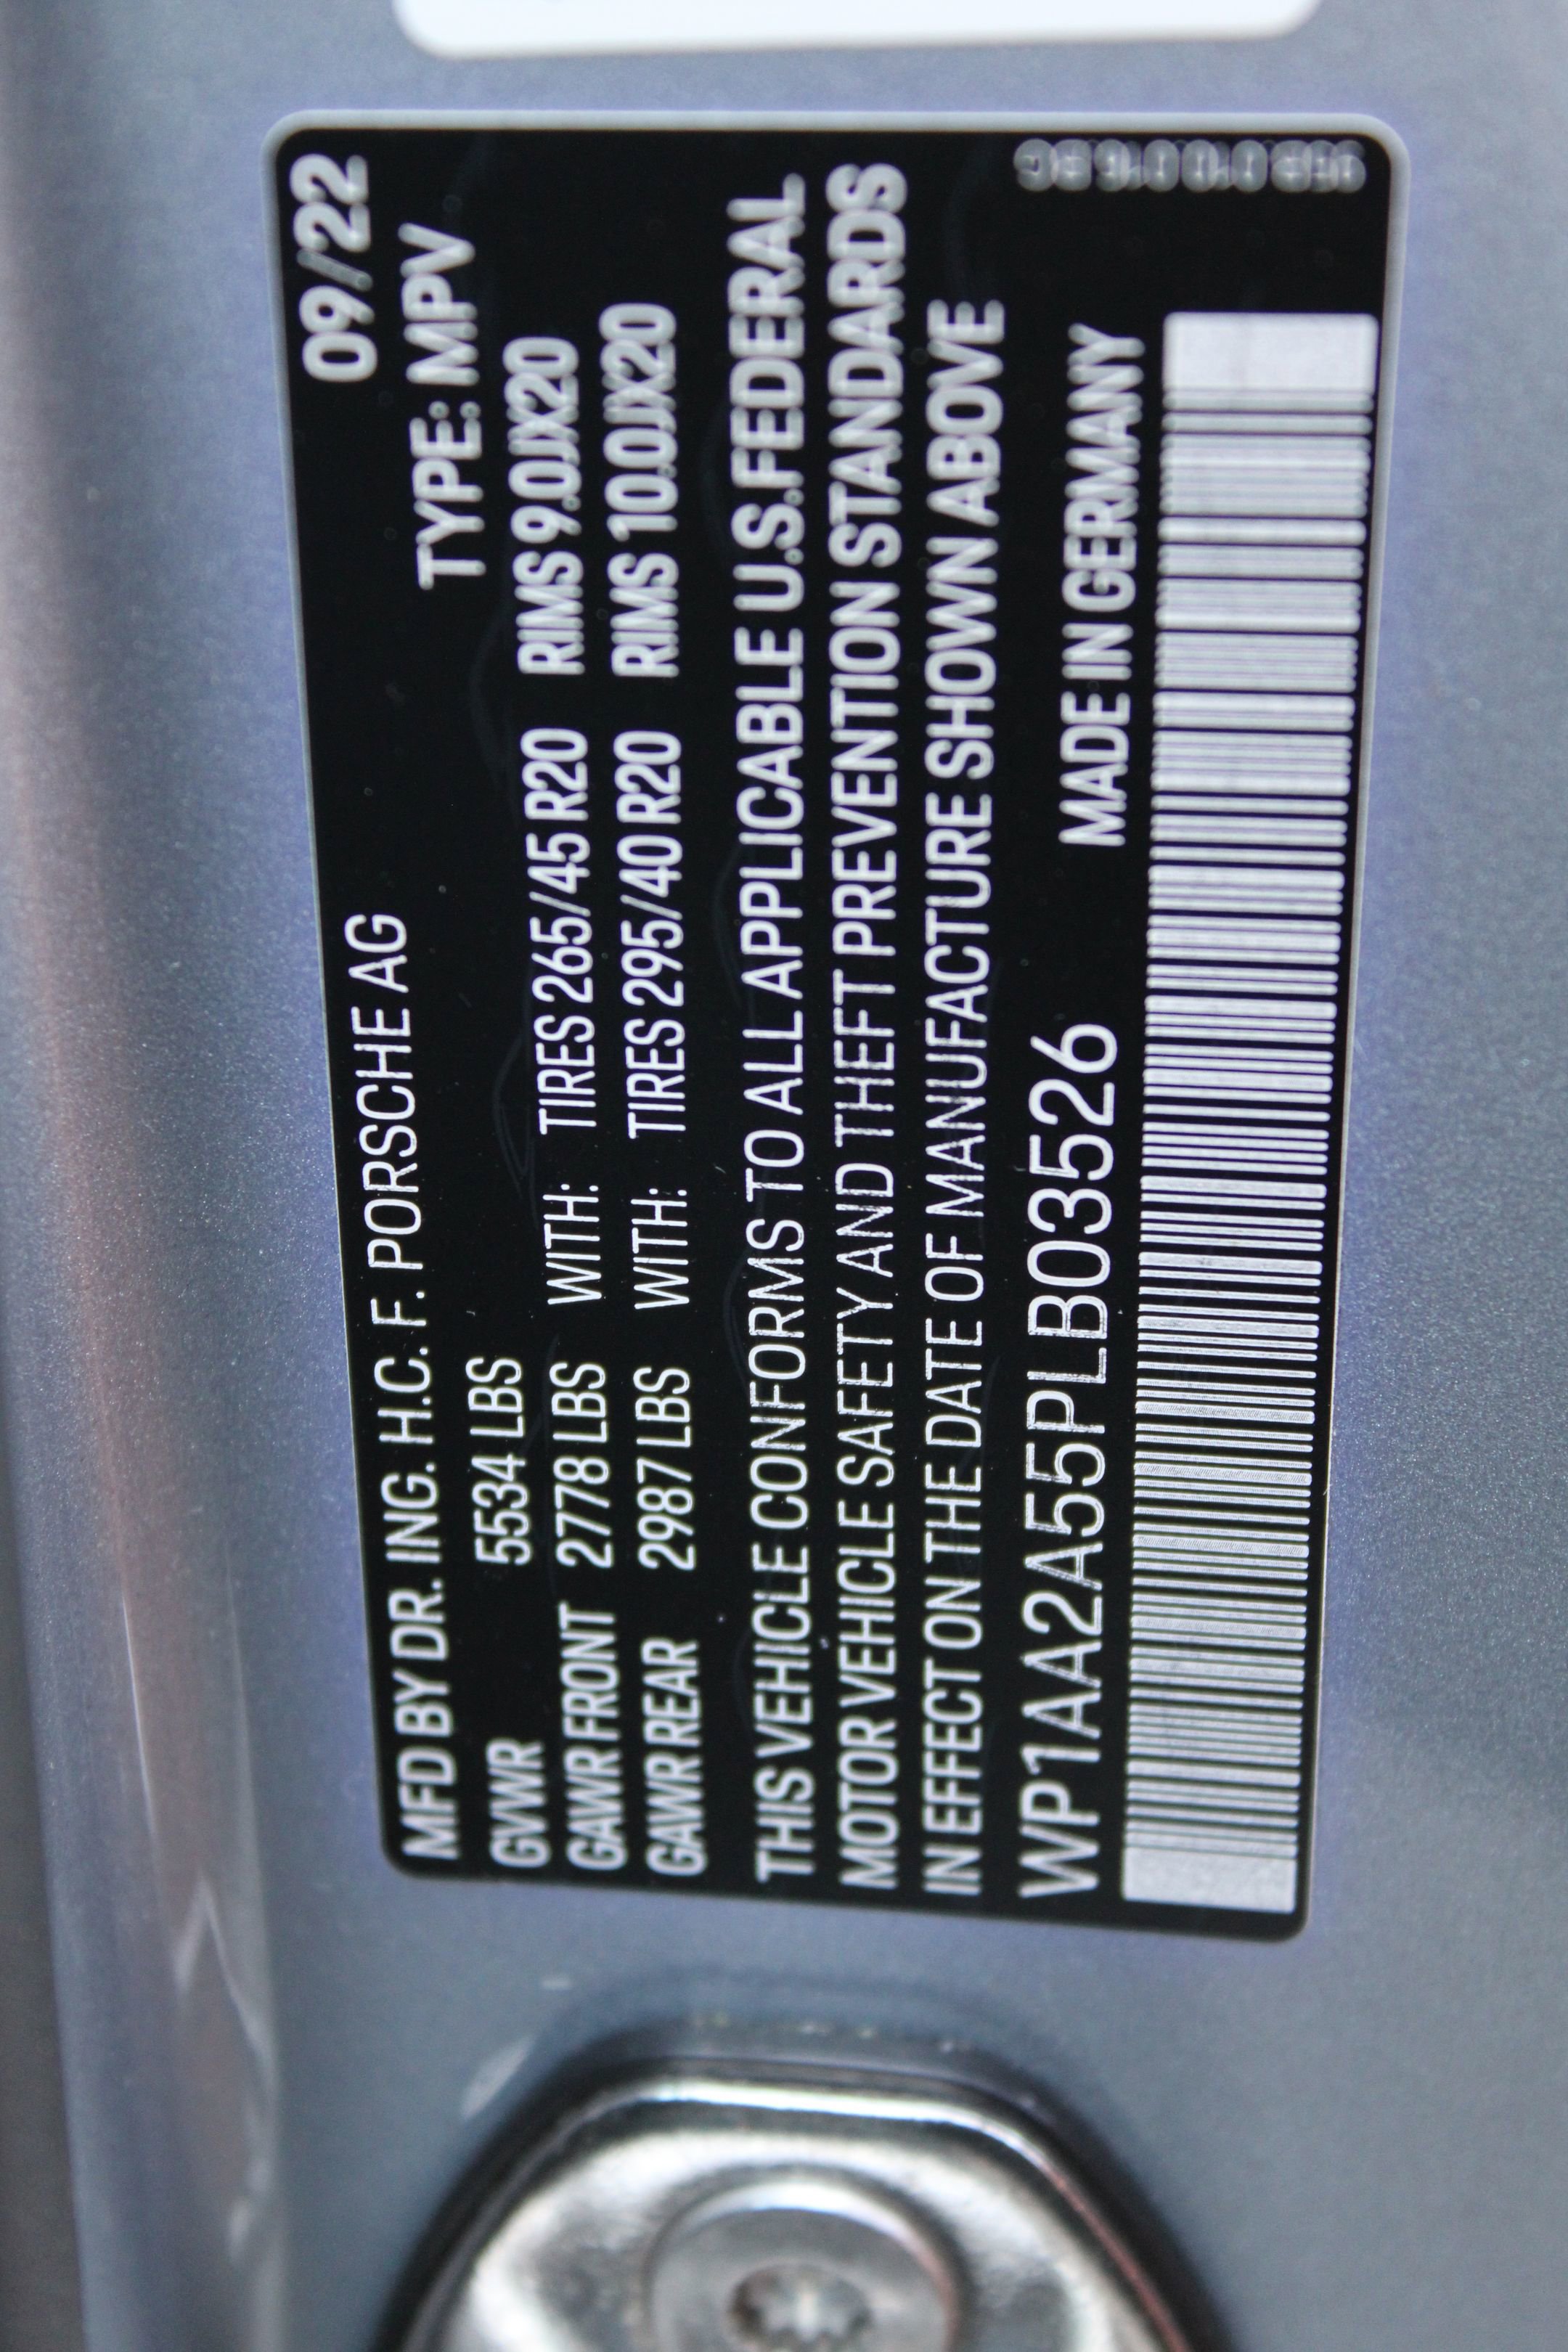 09/22
MFD BY DR. ING. H.C. F. PORSCHE AG
TYPE: MPV
GVWR 5534 LBS
GAWR FRONT 2778 LBS WITH: TIRES 265/45 R20 RIMS 9.0JX20
GAWR REAR 2987 LBS WITH: TIRES 295/40 R20 RIMS 10.0JX20
THIS VEHICLE CONFORMS TO ALL APPLICABLE U.S.FEDERAL
MOTOR VEHICLE SAFETY AND THEFT PREVENTION STANDARDS
IN EFFECT ON THE DATE OF MANUFACTURE SHOWN ABOVE
WP1AA2A55PLB03526 MADE IN GERMANY